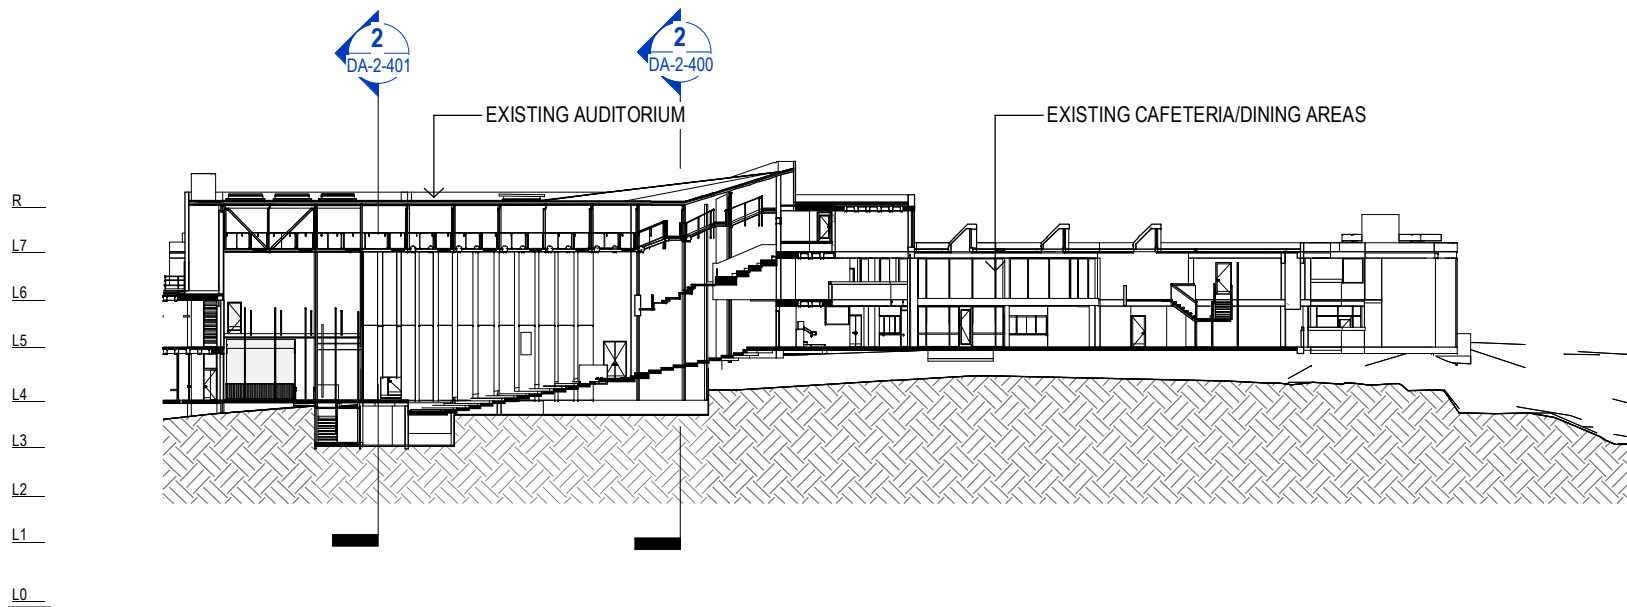 2
DA-2-401
2
DA-2-400
EXISTING AUDITORIUM
EXISTING CAFETERIA/DINING AREAS
R
L7
L6
L5
L4
L3
L2
L1
L0